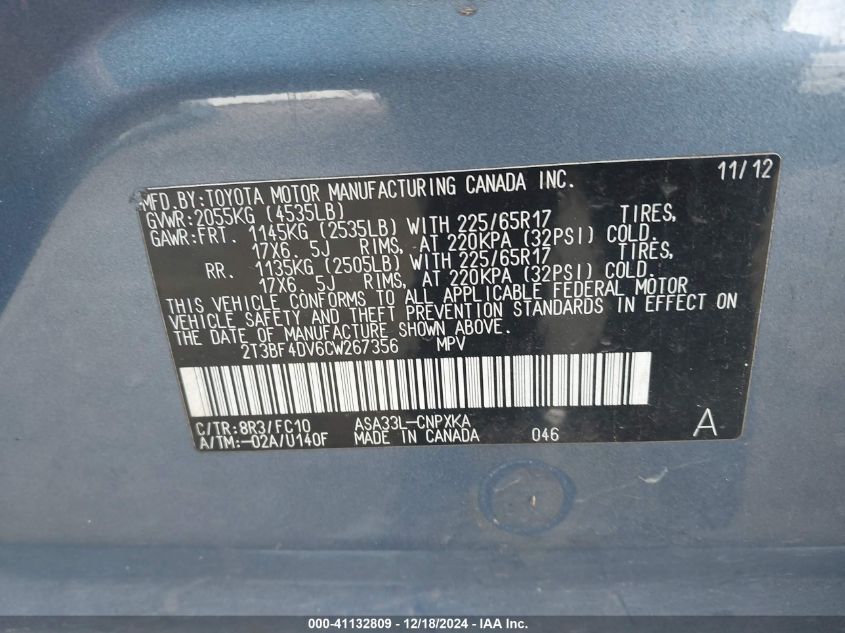 MFD. BY: TOYOTA MOTOR MANUFACTURING CANADA INC. 11/12
GVWR: 2055KG (4535LB)
GAWR: FRT. 1145KG (2535LB) WITH 225/65R17 TIRES,
17X6. 5J RIMS, AT 220KPA (32PSI) COLD.
RR. 1135KG (2505LB) WITH 225/65R17 TIRES,
17X6. 5J RIMS, AT 220KPA (32PSI) COLD.
THIS VEHICLE CONFORMS TO ALL APPLICABLE FEDERAL MOTOR
VEHICLE SAFETY AND THEFT PREVENTION STANDARDS IN EFFECT ON
THE DATE OF MANUFACTURE SHOWN ABOVE.
2T3BF4DV6CW267356 MPV
C/TR: 8R3/FC10 ASA33L-CNPXKA
A/TM: -02A/U140F MADE IN CANADA 046 A
000-41132809 - 12/18/2024 - IAA Inc.